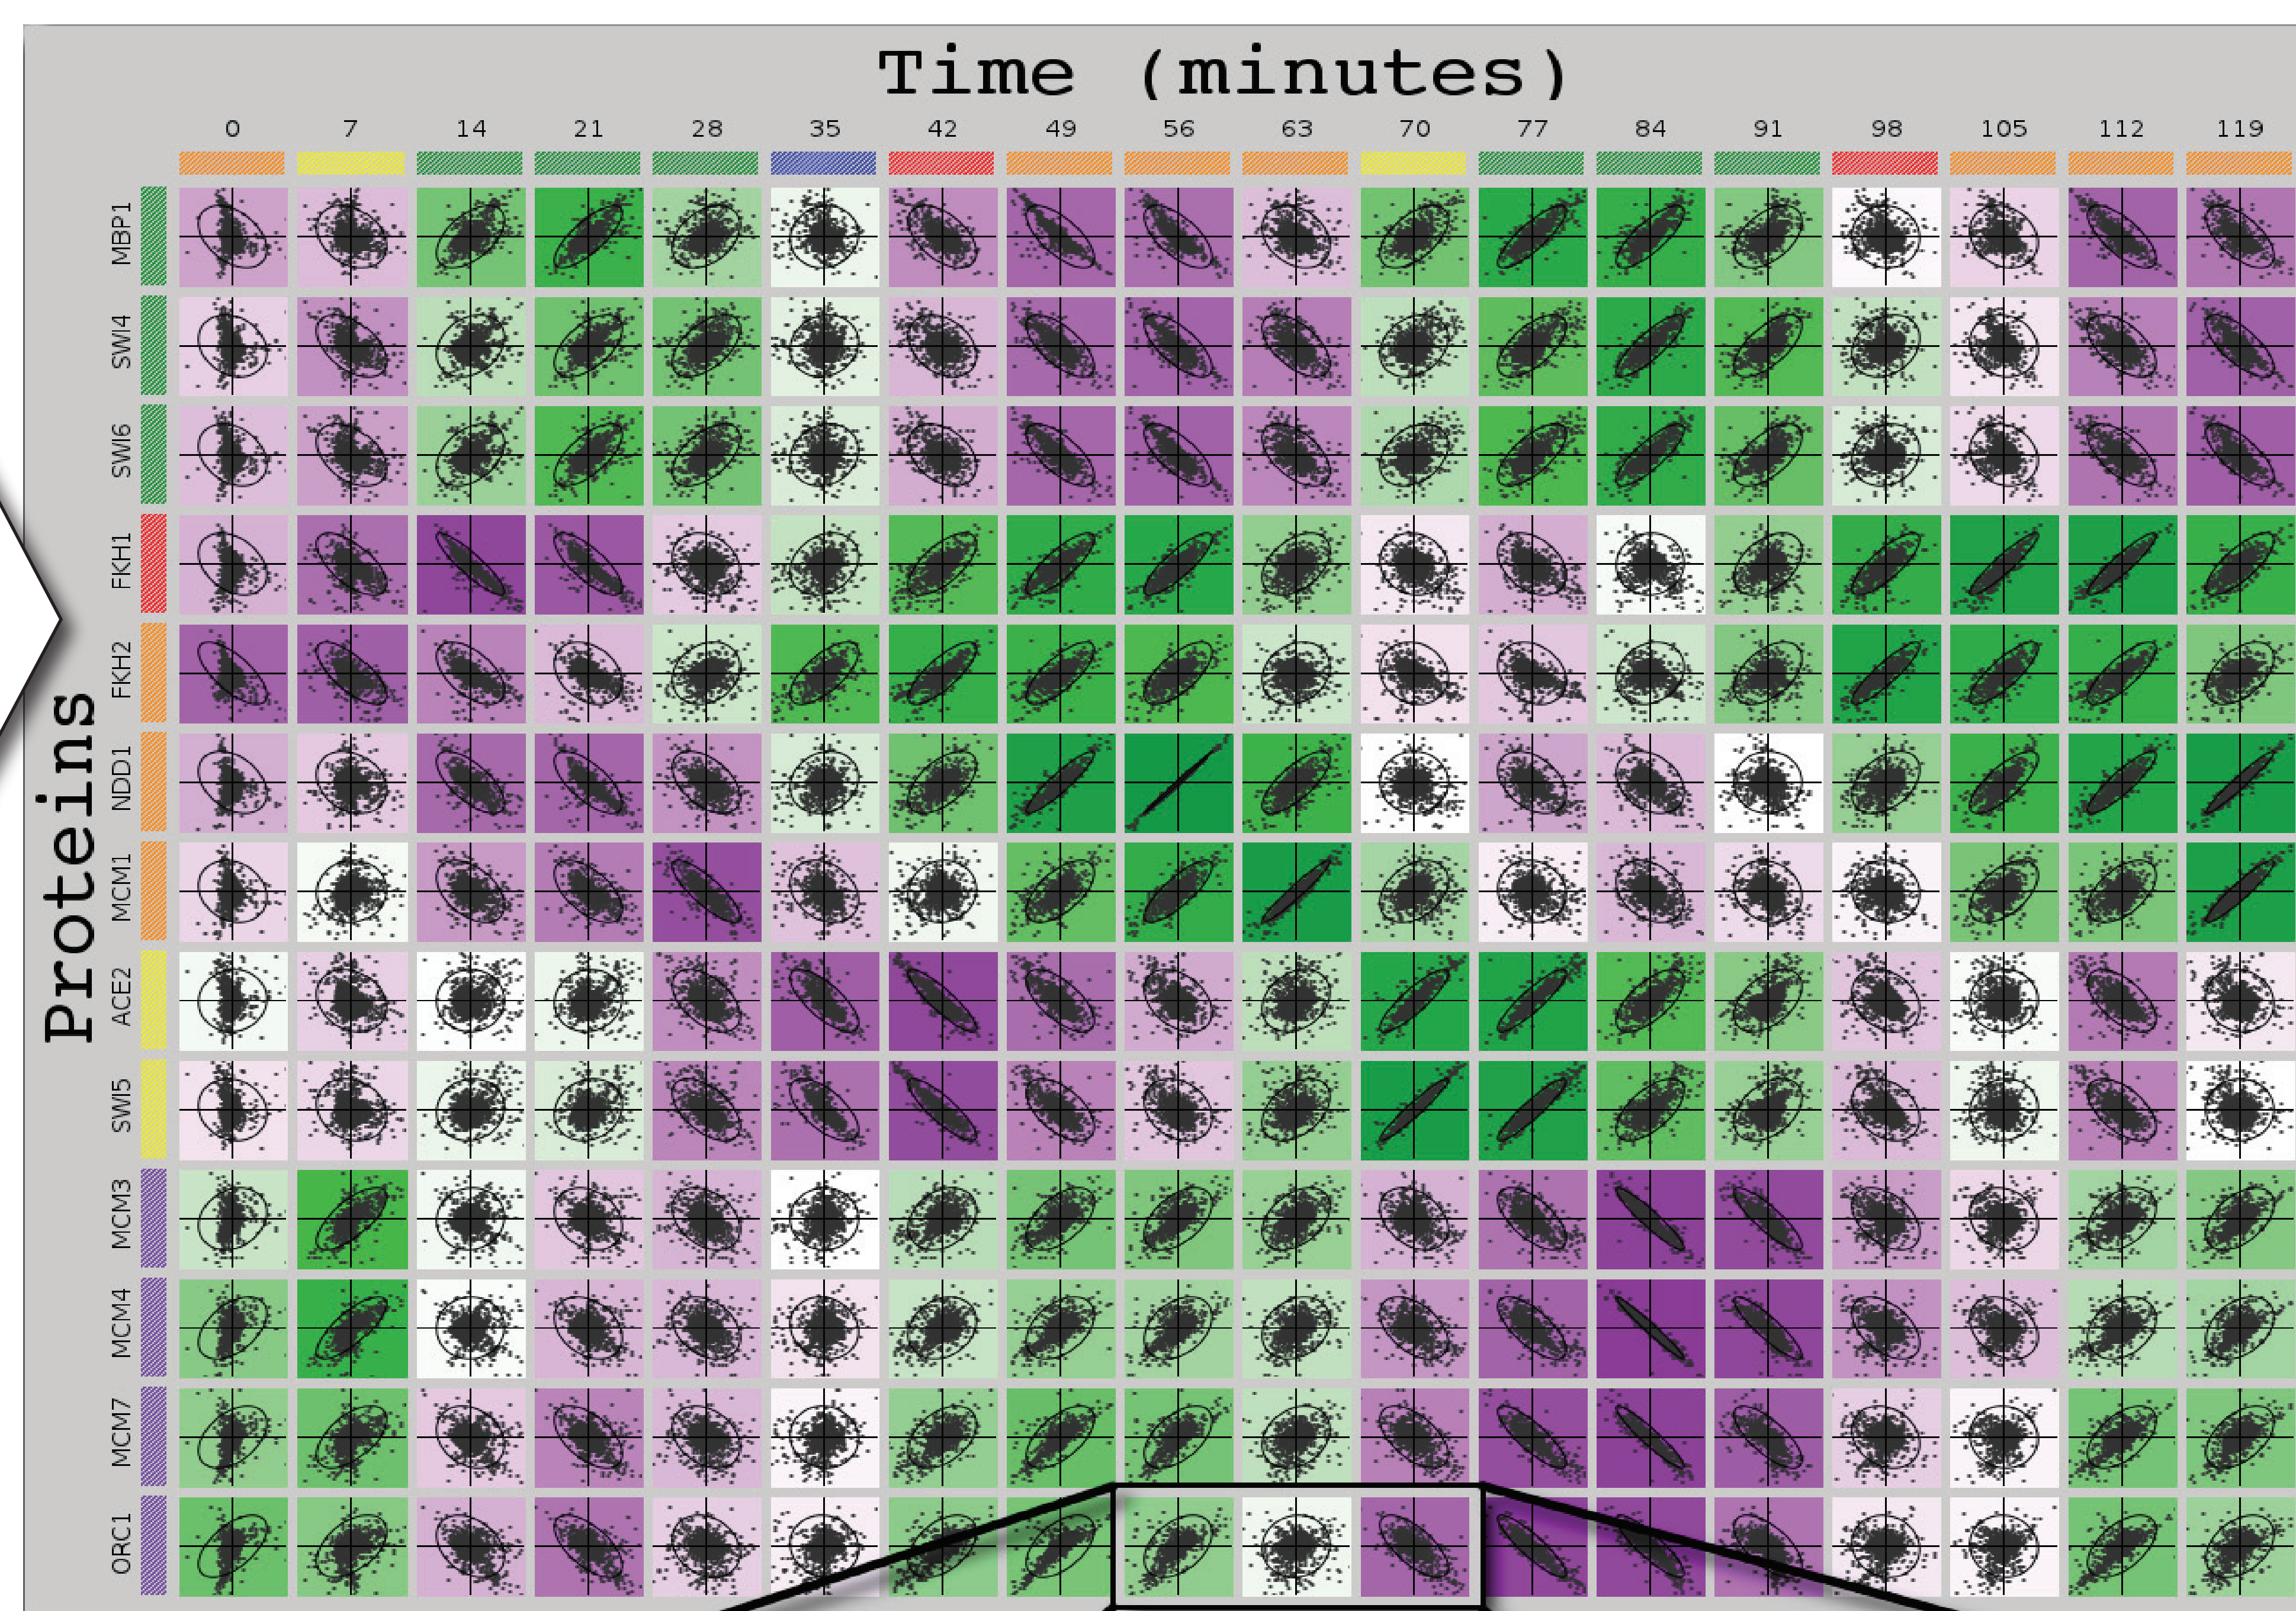 Time (minutes)
0 7 14 21 28 35 42 49 56 63 70 77 84 91 98 105 112 119
Proteins
MBP1
SWI4
SWI6
FKH1
FKH2
NDD1
MCM1
ACE2
SWI5
MCM3
MCM4
MCM7
ORC1